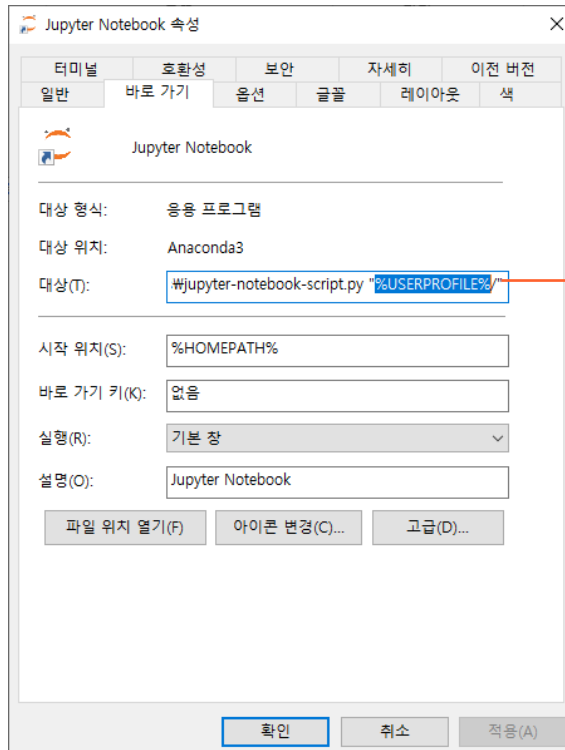 Jupyter Notebook 속성
터미널 호환성 보안 자세히 이전 버전
일반 바로 가기 옵션 글꼴 레이아웃 색
Jupyter Notebook
대상 형식: 응용 프로그램
대상 위치: Anaconda3
대상(T): .₩jupyter-notebook-script.py "%USERPROFILE%/"
시작 위치(S): %HOMEPATH%
바로 가기 키(K): 없음
실행(R): 기본 창
설명(O): Jupyter Notebook
파일 위치 열기(F) 아이콘 변경(C)... 고급(D)...
확인 취소 적용(A)